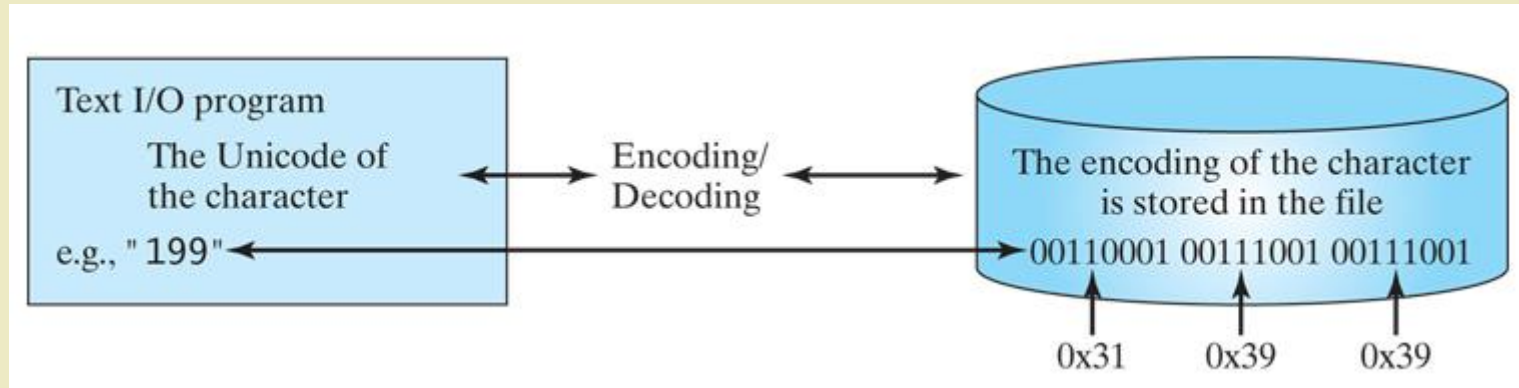 Text I/O program
The Unicode of
the character
e.g., "199"
Encoding/
Decoding
The encoding of the character
is stored in the file
00110001 00111001 00111001
0x31 0x39 0x39